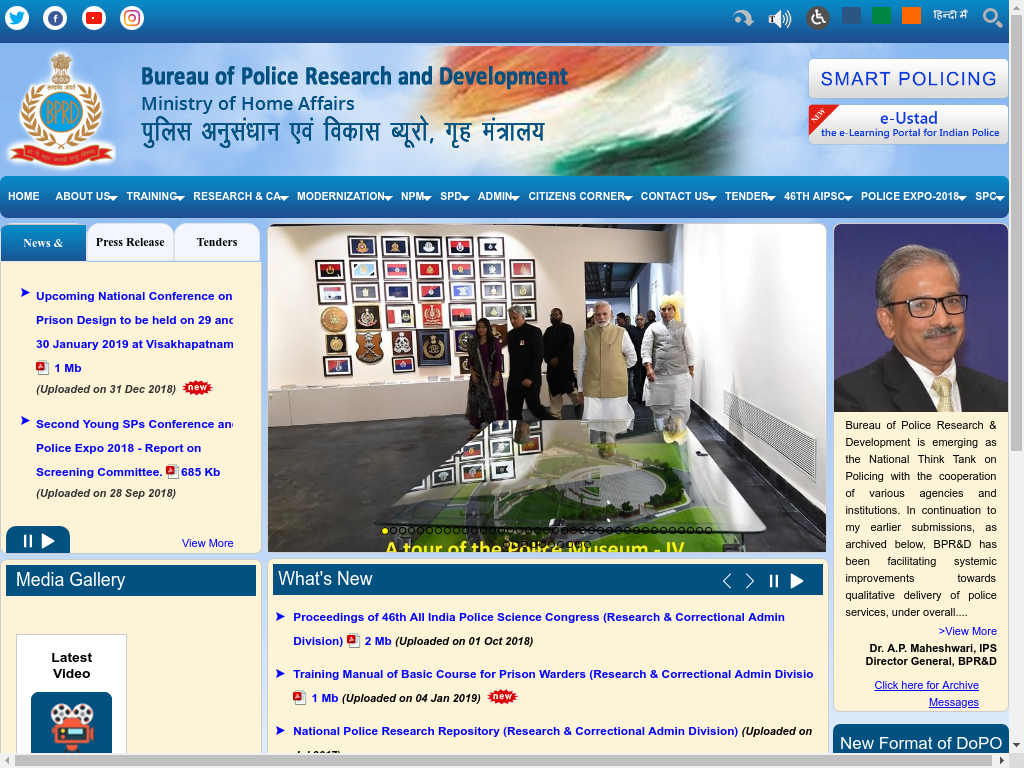 हिन्दी में
Bureau of Police Research and Development
Ministry of Home Affairs
पुलिस अनुसंधान एवं विकास ब्यूरो, गृह मंत्रालय
BPRD
SMART POLICING
NEW
e-Ustad
the e-Learning Portal for Indian Police
HOME ABOUT US TRAINING RESEARCH & CA MODERNIZATION NPM SPD ADMIN CITIZENS CORNER CONTACT US TENDER 46TH AIPSC POLICE EXPO-2018 SPC
News &
Press Release
Tenders
Upcoming National Conference on
Prison Design to be held on 29 and
30 January 2019 at Visakhapatnam
1 Mb
(Uploaded on 31 Dec 2018) new
Second Young SPs Conference and
Police Expo 2018 - Report on
Screening Committee. 685 Kb
(Uploaded on 28 Sep 2018)
View More
A tour of the Police Museum - IV
Bureau of Police Research &
Development is emerging as
the National Think Tank on
Policing with the cooperation
of various agencies and
institutions. In continuation to
my earlier submissions, as
archived below, BPR&D has
been facilitating systemic
improvements towards
qualitative delivery of police
services, under overall....
>View More
Dr. A.P. Maheshwari, IPS
Director General, BPR&D
Click here for Archive
Messages
New Format of DoPO
Media Gallery
Latest
Video
What's New
Proceedings of 46th All India Police Science Congress (Research & Correctional Admin
Division) 2 Mb (Uploaded on 01 Oct 2018)
Training Manual of Basic Course for Prison Warders (Research & Correctional Admin Divisio
1 Mb (Uploaded on 04 Jan 2019) new
National Police Research Repository (Research & Correctional Admin Division) (Uploaded on